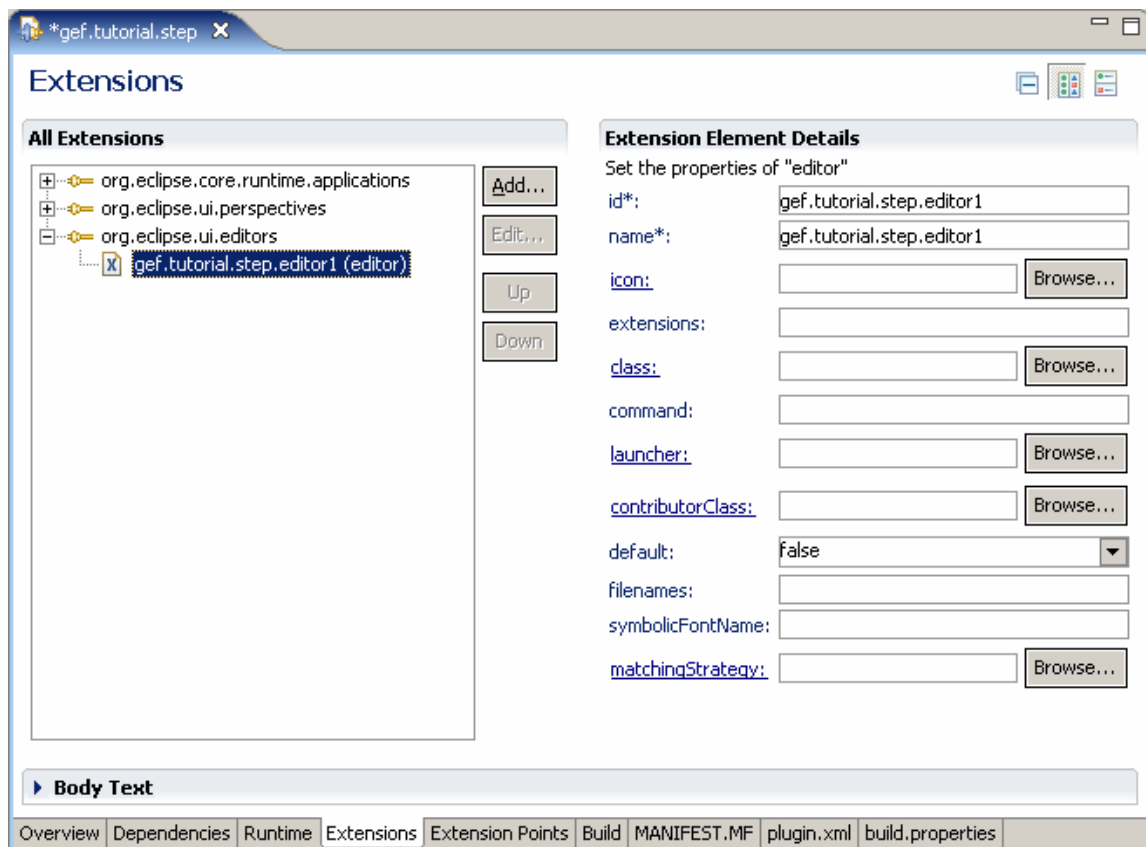 *gef.tutorial.step
Extensions
All Extensions
org.eclipse.core.runtime.applications
org.eclipse.ui.perspectives
org.eclipse.ui.editors
gef.tutorial.step.editor1 (editor)
Add...
Edit...
Up
Down
Extension Element Details
Set the properties of "editor"
id*: gef.tutorial.step.editor1
name*: gef.tutorial.step.editor1
icon: Browse...
extensions:
class: Browse...
command:
launcher: Browse...
contributorClass: Browse...
default: false
filenames:
symbolicFontName:
matchingStrategy: Browse...
Body Text
Overview Dependencies Runtime Extensions Extension Points Build MANIFEST.MF plugin.xml build.properties